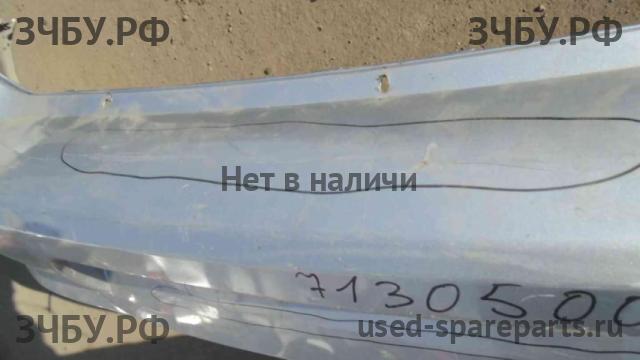 ЗЧБУ.РФ
ЗЧБУ.РФ
Нет в наличи
7130500
ЗЧБУ.РФ
used-spareparts.ru